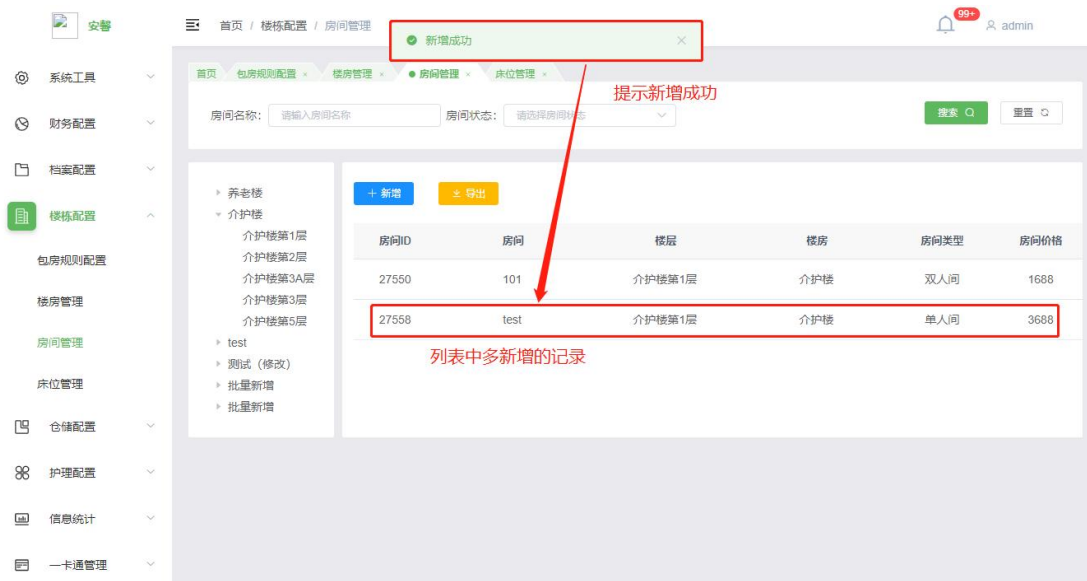 安馨
首页 / 楼栋配置 / 房间管理
新增成功
99+
admin
系统工具
财务配置
档案配置
楼栋配置
包房规则配置
楼房管理
房间管理
床位管理
仓储配置
护理配置
信息统计
一卡通管理
首页 包房规则配置 × 楼房管理 × 房间管理 × 床位管理 ×
提示新增成功
房间名称： 请输入房间名称 房间状态： 请选择房间状态 搜索 重置
养老楼
介护楼
介护楼第1层
介护楼第2层
介护楼第3A层
介护楼第3层
介护楼第5层
test
测试（修改）
批量新增
批量新增
+ 新增 导出
房间ID 房间 楼层 楼房 房间类型 房间价格
27550 101 介护楼第1层 介护楼 双人间 1688
27558 test 介护楼第1层 介护楼 单人间 3688
列表中多新增的记录